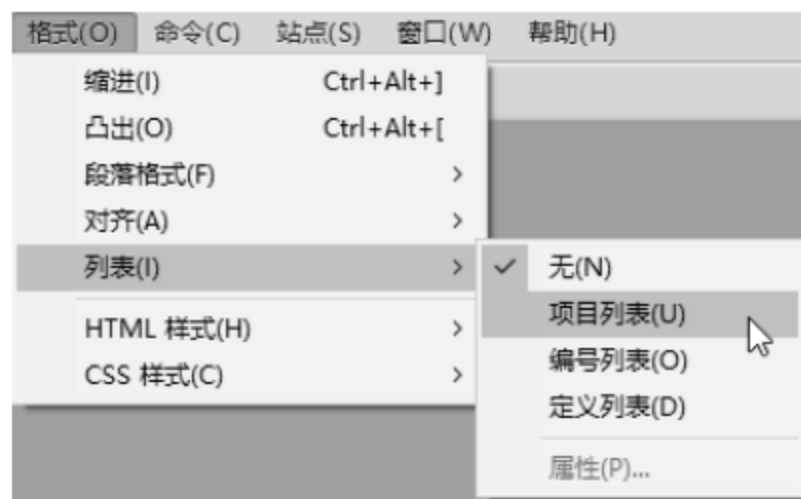 格式(O) 命令(C) 站点(S) 窗口(W) 帮助(H)
缩进(I) Ctrl+Alt+]
凸出(O) Ctrl+Alt+[
段落格式(F)
对齐(A)
列表(I)
无(N)
项目列表(U)
编号列表(O)
定义列表(D)
属性(P)...
HTML 样式(H)
CSS 样式(C)